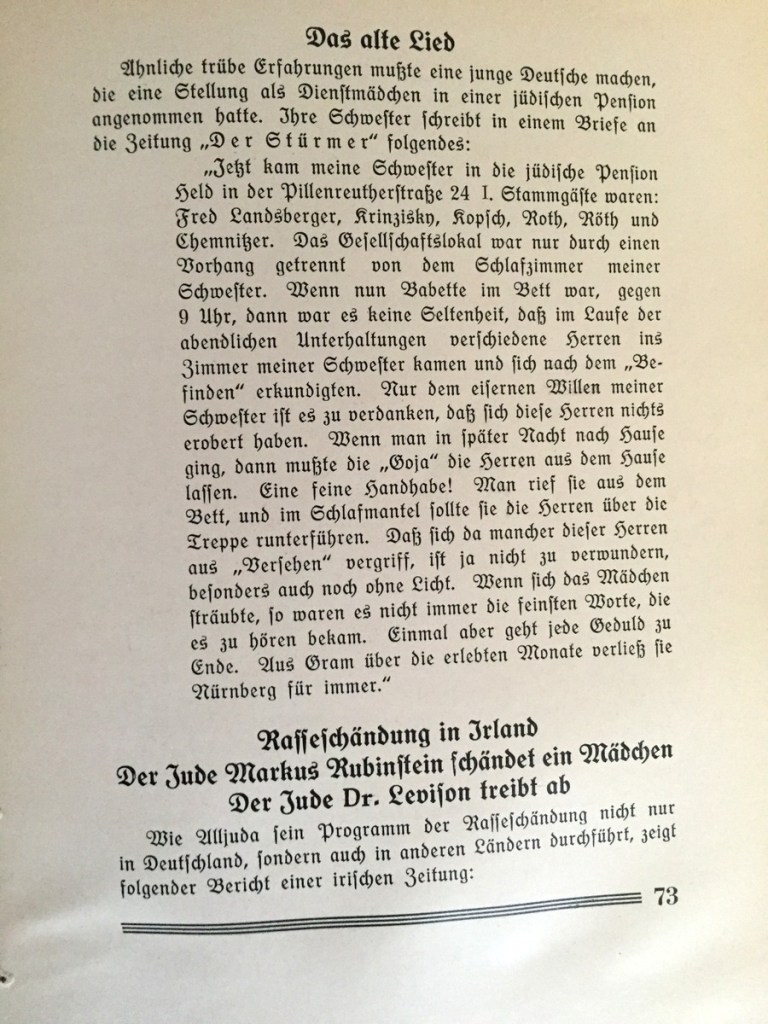 Das alte Lied
Ähnliche trübe Erfahrungen mußte eine junge Deutsche machen,
die eine Stellung als Dienstmädchen in einer jüdischen Pension
angenommen hatte. Ihre Schwester schreibt in einem Briefe an
die Zeitung „Der Stürmer“ folgendes:
„Jetzt kam meine Schwester in die jüdische Pension
Held in der Pillenreutherstraße 24 I. Stammgäste waren:
Fred Landsberger, Krinzisky, Kopsch, Roth, Röth und
Chemnitzer. Das Gesellschaftslokal war nur durch einen
Vorhang getrennt von dem Schlafzimmer meiner
Schwester. Wenn nun Babette im Bett war, gegen
9 Uhr, dann war es keine Seltenheit, daß im Laufe der
abendlichen Unterhaltungen verschiedene Herren ins
Zimmer meiner Schwester kamen und sich nach dem „Be-
finden“ erkundigten. Nur dem eisernen Willen meiner
Schwester ist es zu verdanken, daß sich diese Herren nichts
erobert haben. Wenn man in später Nacht nach Hause
ging, dann mußte die „Goja“ die Herren aus dem Hause
lassen. Eine feine Handhabe! Man rief sie aus dem
Bett, und im Schlafmantel sollte sie die Herren über die
Treppe runterführen. Daß sich da mancher dieser Herren
aus „Versehen“ vergriff, ist ja nicht zu verwundern,
besonders auch noch ohne Licht. Wenn sich das Mädchen
sträubte, so waren es nicht immer die feinsten Worte, die
es zu hören bekam. Einmal aber geht jede Geduld zu
Ende. Aus Gram über die erlebten Monate verließ sie
Nürnberg für immer.“
Rasseschändung in Irland
Der Jude Markus Rubinstein schändet ein Mädchen
Der Jude Dr. Levison treibt ab
Wie Alljuda sein Programm der Rasseschändung nicht nur
in Deutschland, sondern auch in anderen Ländern durchführt, zeigt
folgender Bericht einer irischen Zeitung:
73